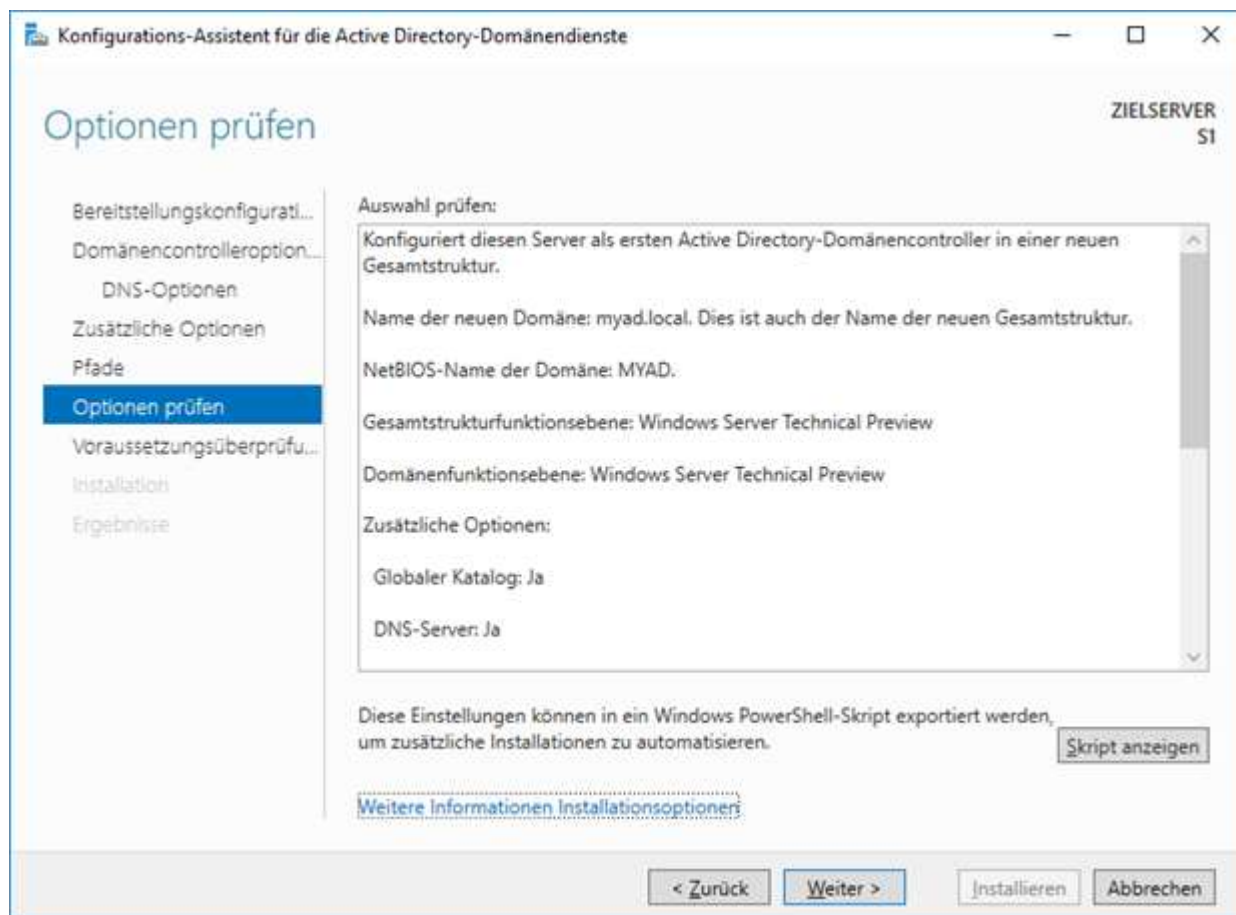 Konfigurations-Assistent für die Active Directory-Domänendienste
Optionen prüfen
ZIELSERVER
S1
Bereitstellungskonfigurati...
Domänencontrolleroption...
DNS-Optionen
Zusätzliche Optionen
Pfade
Optionen prüfen
Voraussetzungsüberprüfu...
Installation
Ergebnisse
Auswahl prüfen:
Konfiguriert diesen Server als ersten Active Directory-Domänencontroller in einer neuen
Gesamtstruktur.
Name der neuen Domäne: myad.local. Dies ist auch der Name der neuen Gesamtstruktur.
NetBIOS-Name der Domäne: MYAD.
Gesamtstrukturfunktionsebene: Windows Server Technical Preview
Domänenfunktionsebene: Windows Server Technical Preview
Zusätzliche Optionen:
Globaler Katalog: Ja
DNS-Server: Ja
Diese Einstellungen können in ein Windows PowerShell-Skript exportiert werden,
um zusätzliche Installationen zu automatisieren.
Skript anzeigen
Weitere Informationen Installationsoptionen
< Zurück
Weiter >
Installieren
Abbrechen